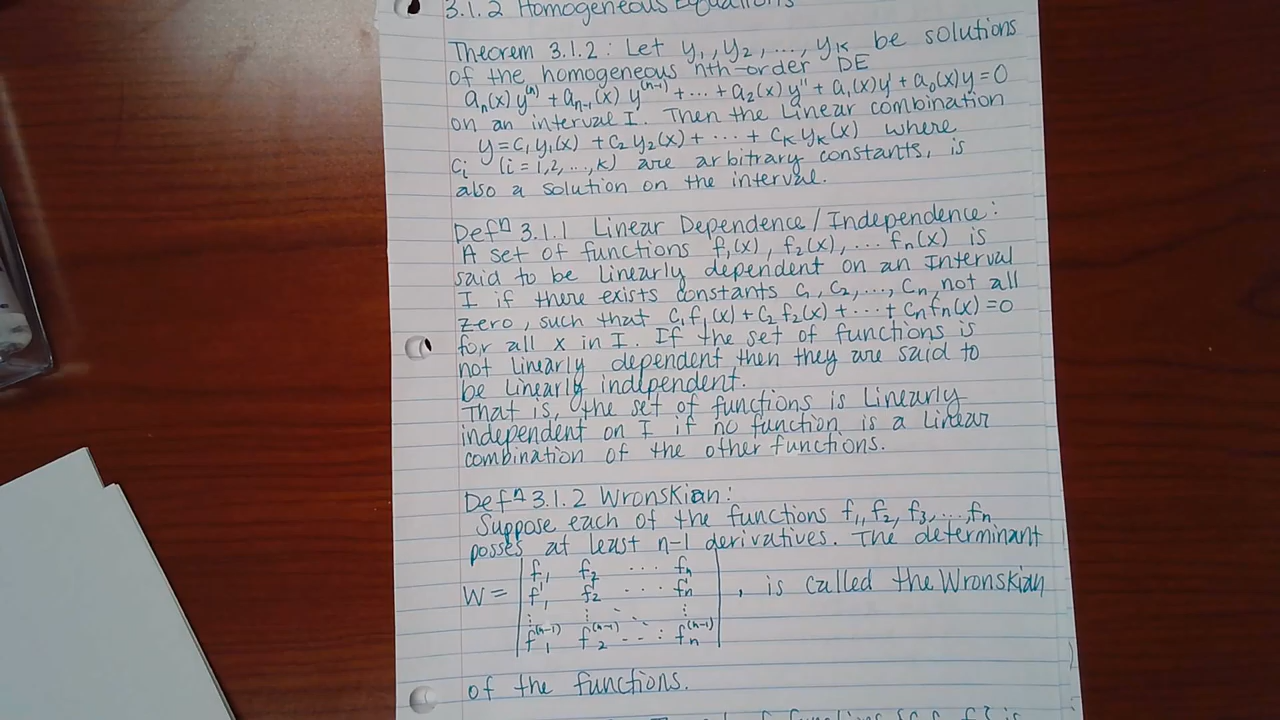 3.1.2 Homogeneous Equations
Theorem 3.1.2 : Let y₁, y₂, ..., yₖ be solutions
of the homogeneous nth-order DE
aₙ(x) y⁽ⁿ⁾ + aₙ₋₁(x) y⁽ⁿ⁻¹⁾ + ... + a₂(x) y'' + a₁(x) y' + a₀(x) y = 0
on an interval I. Then the linear combination
y = c₁ y₁(x) + c₂ y₂(x) + ... + cₖ yₖ(x) where
cᵢ (i = 1,2,...,k) are arbitrary constants, is
also a solution on the interval.
Defⁿ 3.1.1 Linear Dependence / Independence:
A set of functions f₁(x), f₂(x), ... fₙ(x) is
said to be linearly dependent on an Interval
I if there exists constants c₁, c₂, ..., cₙ, not all
zero, such that c₁f₁(x) + c₂ f₂(x) + ... + cₙfₙ(x) = 0
for all x in I. If the set of functions is
not linearly dependent then they are said to
be linearly independent.
That is, the set of functions is Linearly
independent on I if no function is a linear
combination of the other functions.
Defⁿ 3.1.2 Wronskian:
Suppose each of the functions f₁, f₂, f₃, ..., fₙ
posses at least n-1 derivatives. The determinant
W = | f₁ f₂ ... fₙ |
| f₁' f₂' ... fₙ' | , is called the Wronskian
| ⋮ ⋮ ⋱ ⋮ |
| f₁⁽ⁿ⁻¹⁾ f₂⁽ⁿ⁻¹⁾ ... fₙ⁽ⁿ⁻¹⁾ |
of the functions.